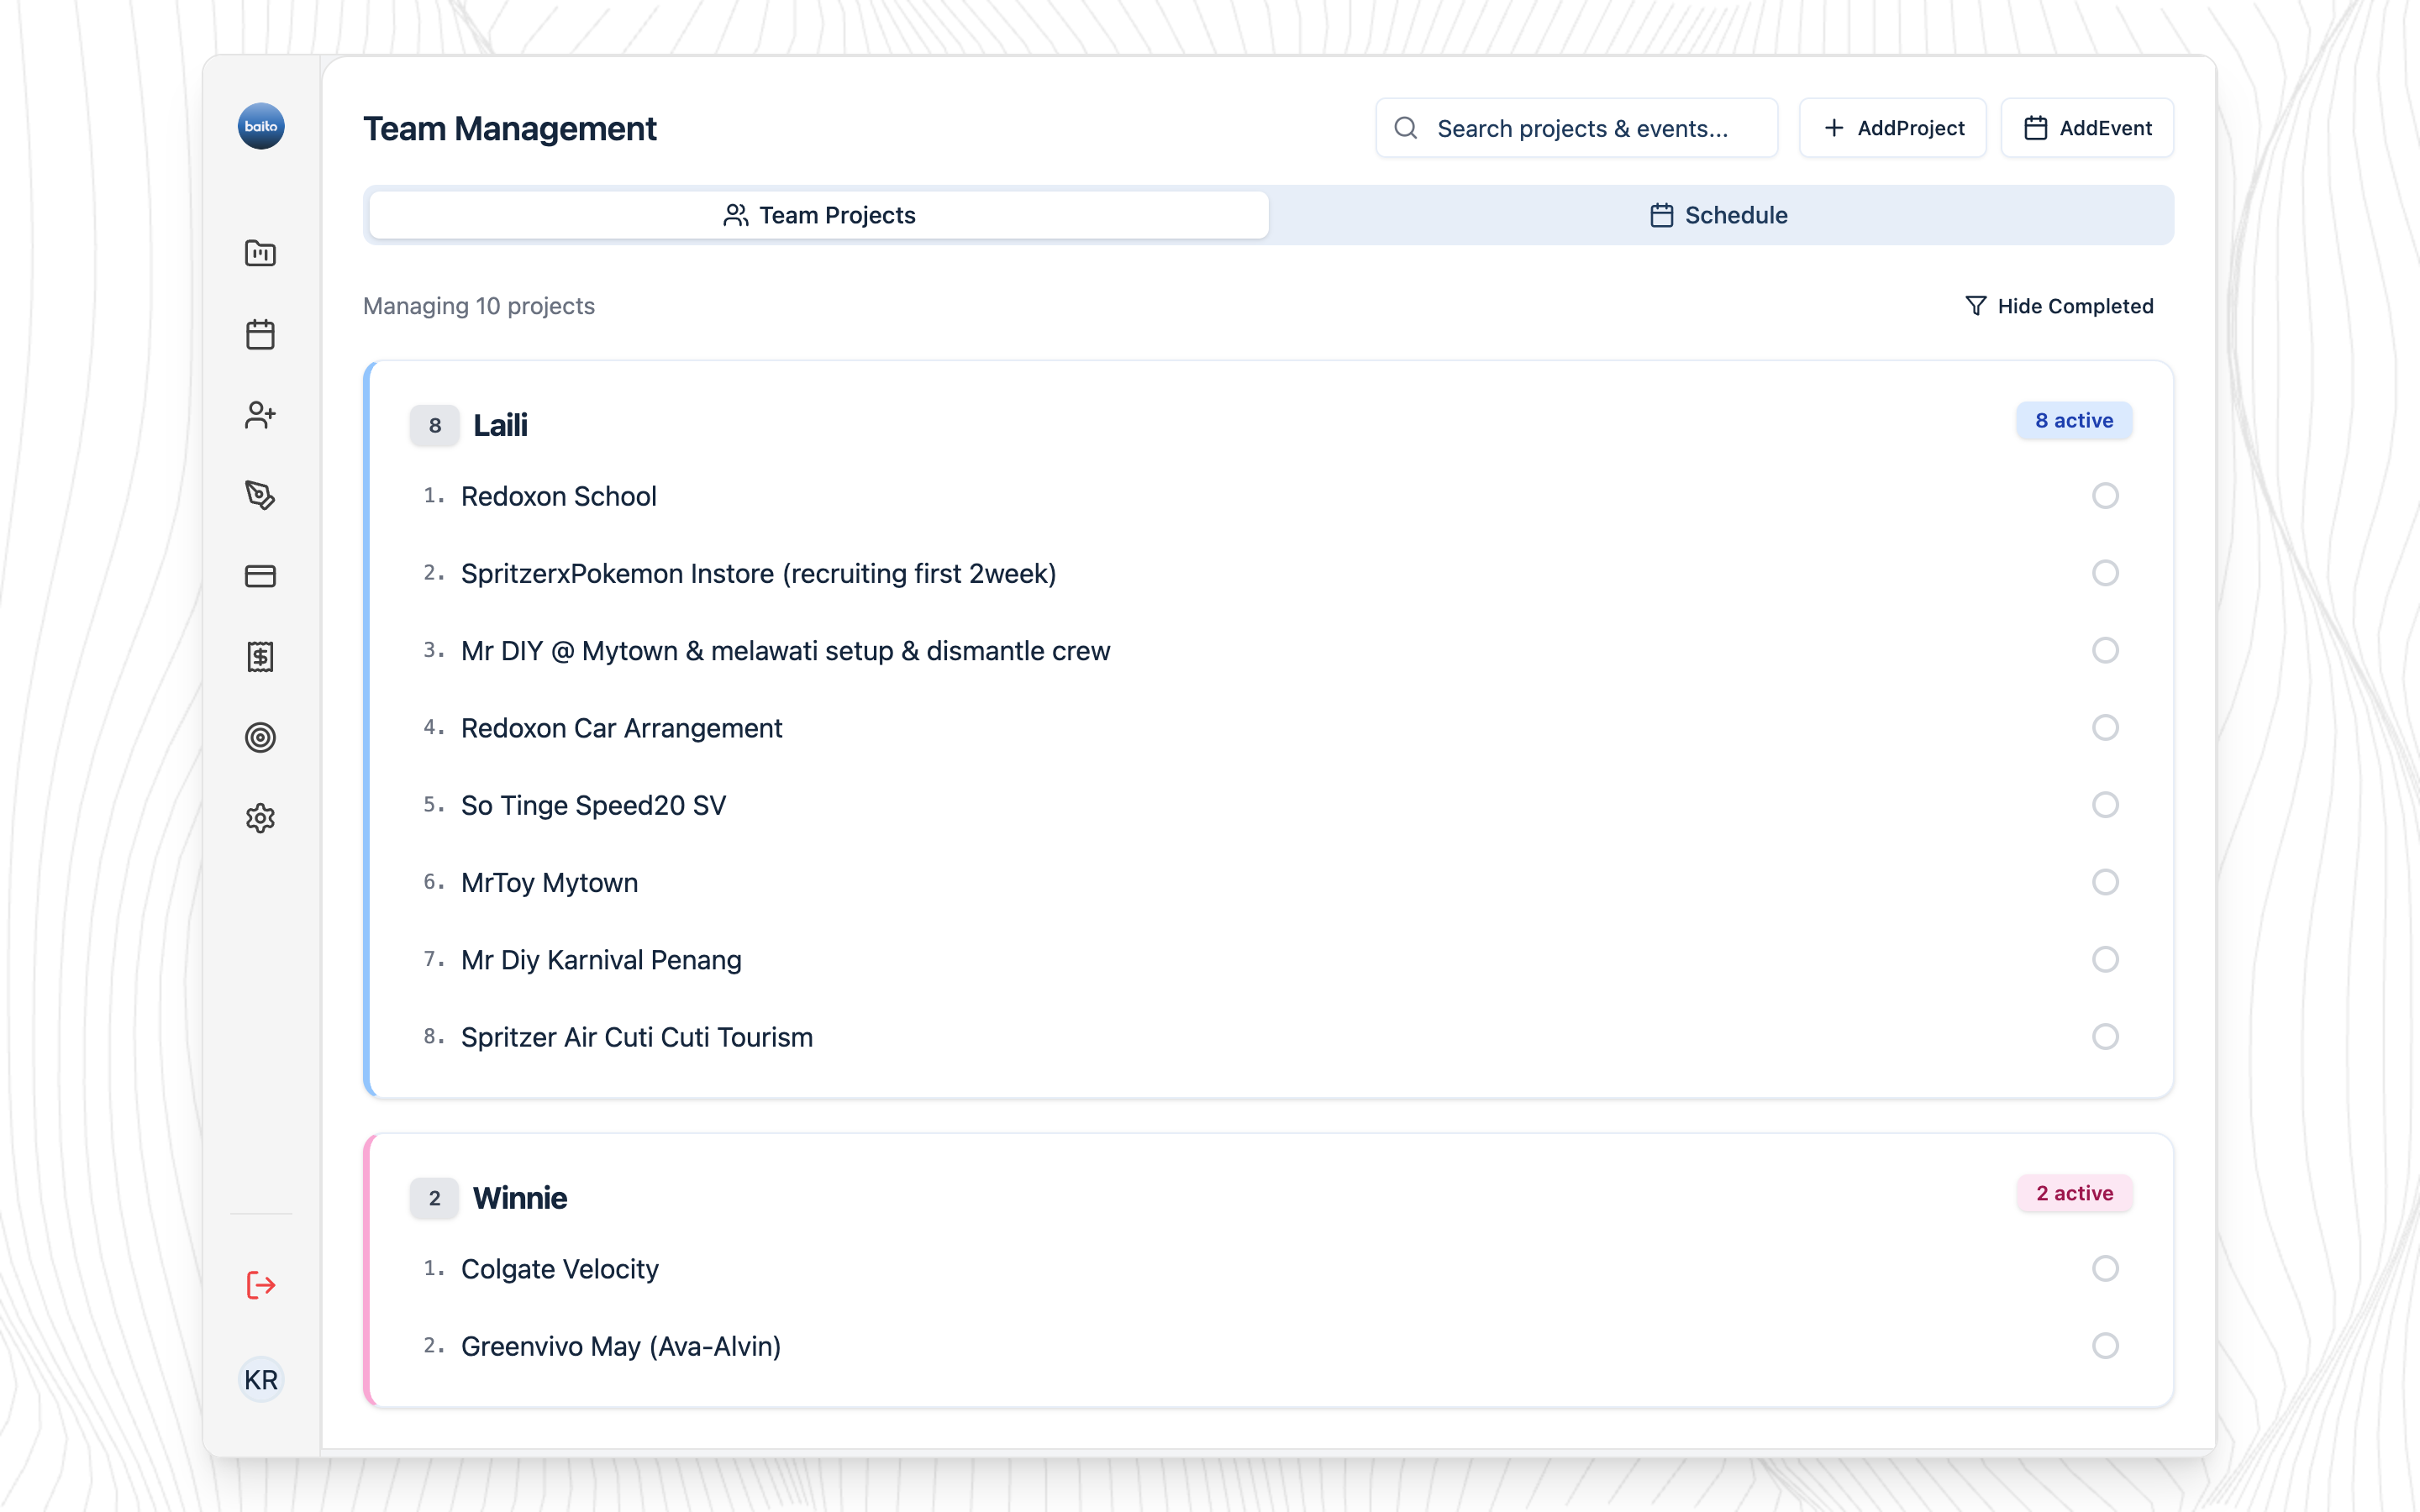 baito
Team Management
Search projects & events...
AddProject
AddEvent
Team Projects
Schedule
Managing 10 projects
Hide Completed
8 Laili
8 active
1. Redoxon School
2. SpritzerxPokemon Instore (recruiting first 2week)
3. Mr DIY @ Mytown & melawati setup & dismantle crew
4. Redoxon Car Arrangement
5. So Tinge Speed20 SV
6. MrToy Mytown
7. Mr Diy Karnival Penang
8. Spritzer Air Cuti Cuti Tourism
2 Winnie
2 active
1. Colgate Velocity
2. Greenvivo May (Ava-Alvin)
KR